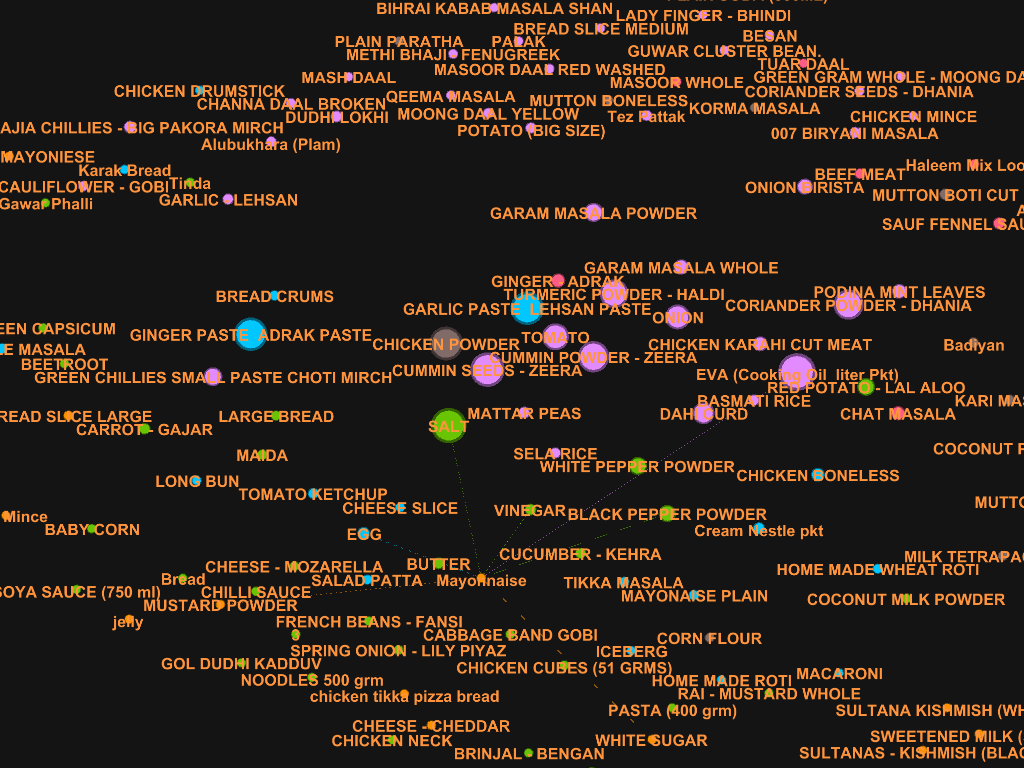 BIHRAI KABAB MASALA SHAN
LADY FINGER - BHINDI
BREAD SLICE MEDIUM
BESAN
PLAIN PARATHA
PALAK
GUWAR CLUSTER BEAN.
METHI BHAJI - FENUGREEK
TUAR DAAL
MASOOR DAAL RED WASHED
MASH DAAL
GREEN GRAM WHOLE - MOONG DA
MASOOR WHOLE
CHICKEN DRUMSTICK
CORIANDER SEEDS - DHANIA
QEEMA MASALA
MUTTON BONELESS
CHANNA DAAL BROKEN
KORMA MASALA
MOONG DAAL YELLOW
DUDHI LOKHI
Tez Pattak
CHICKEN MINCE
AJIA CHILLIES - BIG PAKORA MIRCH
POTATO (BIG SIZE)
007 BIRYANI MASALA
Alubukhara (Plam)
MAYONIESE
Haleem Mix Loo
Karak Bread
BEEF MEAT
CAULIFLOWER - GOBI
Tinda
ONION BIRISTA
MUTTON BOTI CUT
Gawar Phalli
GARLIC - LEHSAN
GARAM MASALA POWDER
SAUF FENNEL SAU
GARAM MASALA WHOLE
GINGER - ADRAK
PODINA MINT LEAVES
BREAD CRUMS
TURMERIC POWDER - HALDI
CORIANDER POWDER - DHANIA
GARLIC PASTE LEHSAN PASTE
ONION
EEN CAPSICUM
GINGER PASTE ADRAK PASTE
TOMATO
CHICKEN POWDER
CHICKEN KARAHI CUT MEAT
Badiyan
E MASALA
CUMMIN POWDER - ZEERA
BEETROOT
CUMMIN SEEDS - ZEERA
EVA (Cooking Oil liter Pkt)
GREEN CHILLIES SMALL PASTE CHOTI MIRCH
RED POTATO - LAL ALOO
BASMATI RICE
KARI MAS
READ SLICE LARGE
LARGE BREAD
MATTAR PEAS
DAHI CURD
CHAT MASALA
CARROT - GAJAR
SALT
COCONUT P
MAIDA
SELA RICE
WHITE PEPPER POWDER
CHICKEN BONELESS
LONG BUN
TOMATO KETCHUP
MUTTO
CHEESE SLICE
VINEGAR
BLACK PEPPER POWDER
Mince
BABY CORN
Cream Nestle pkt
EGG
CUCUMBER - KEHRA
MILK TETRAPA
CHEESE - MOZARELLA
BUTTER
HOME MADE WHEAT ROTI
Bread
SALAD PATTA
Mayonnaise
TIKKA MASALA
SOYA SAUCE (750 ml)
CHILLI SAUCE
MAYONAISE PLAIN
COCONUT MILK POWDER
MUSTARD POWDER
jelly
FRENCH BEANS - FANSI
9
CABBAGE BAND GOBI
CORN FLOUR
SPRING ONION - LILY PIYAZ
ICEBERG
GOL DUDHI KADDUV
CHICKEN CUBES (51 GRMS)
MACARONI
NOODLES 500 grm
HOME MADE ROTI
chicken tikka pizza bread
RAI - MUSTARD WHOLE
PASTA (400 grm)
SULTANA KISHMISH (WH
CHEESE - CHEDDAR
CHICKEN NECK
WHITE SUGAR
SWEETENED MILK (
BRINJAL - BENGAN
SULTANAS - KISHMISH (BLAC